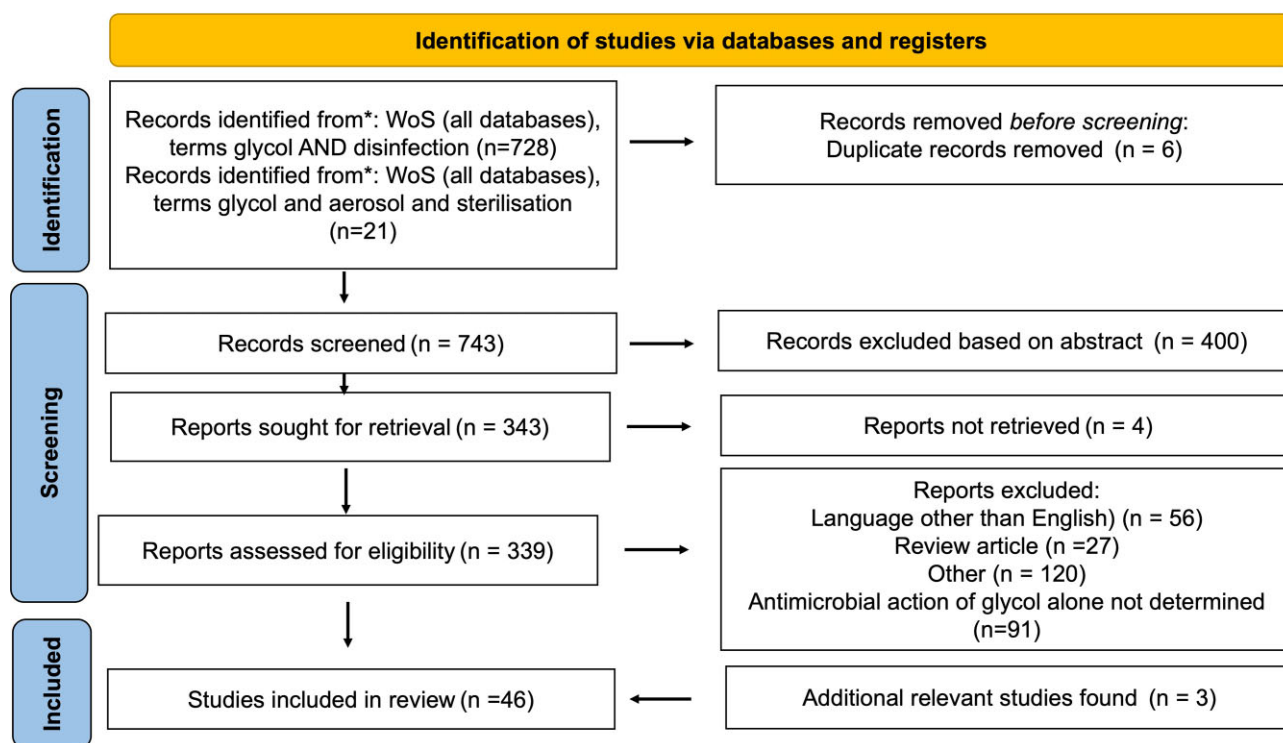 Identification of studies via databases and registers
Identification
Records identified from*: WoS (all databases),
terms glycol AND disinfection (n=728)
Records identified from*: WoS (all databases),
terms glycol and aerosol and sterilisation
(n=21)
Records removed before screening:
Duplicate records removed (n = 6)
Screening
Records screened (n = 743)
Records excluded based on abstract (n = 400)
Reports sought for retrieval (n = 343)
Reports not retrieved (n = 4)
Reports assessed for eligibility (n = 339)
Reports excluded:
Language other than English) (n = 56)
Review article (n =27)
Other (n = 120)
Antimicrobial action of glycol alone not determined
(n=91)
Included
Studies included in review (n =46)
Additional relevant studies found (n = 3)